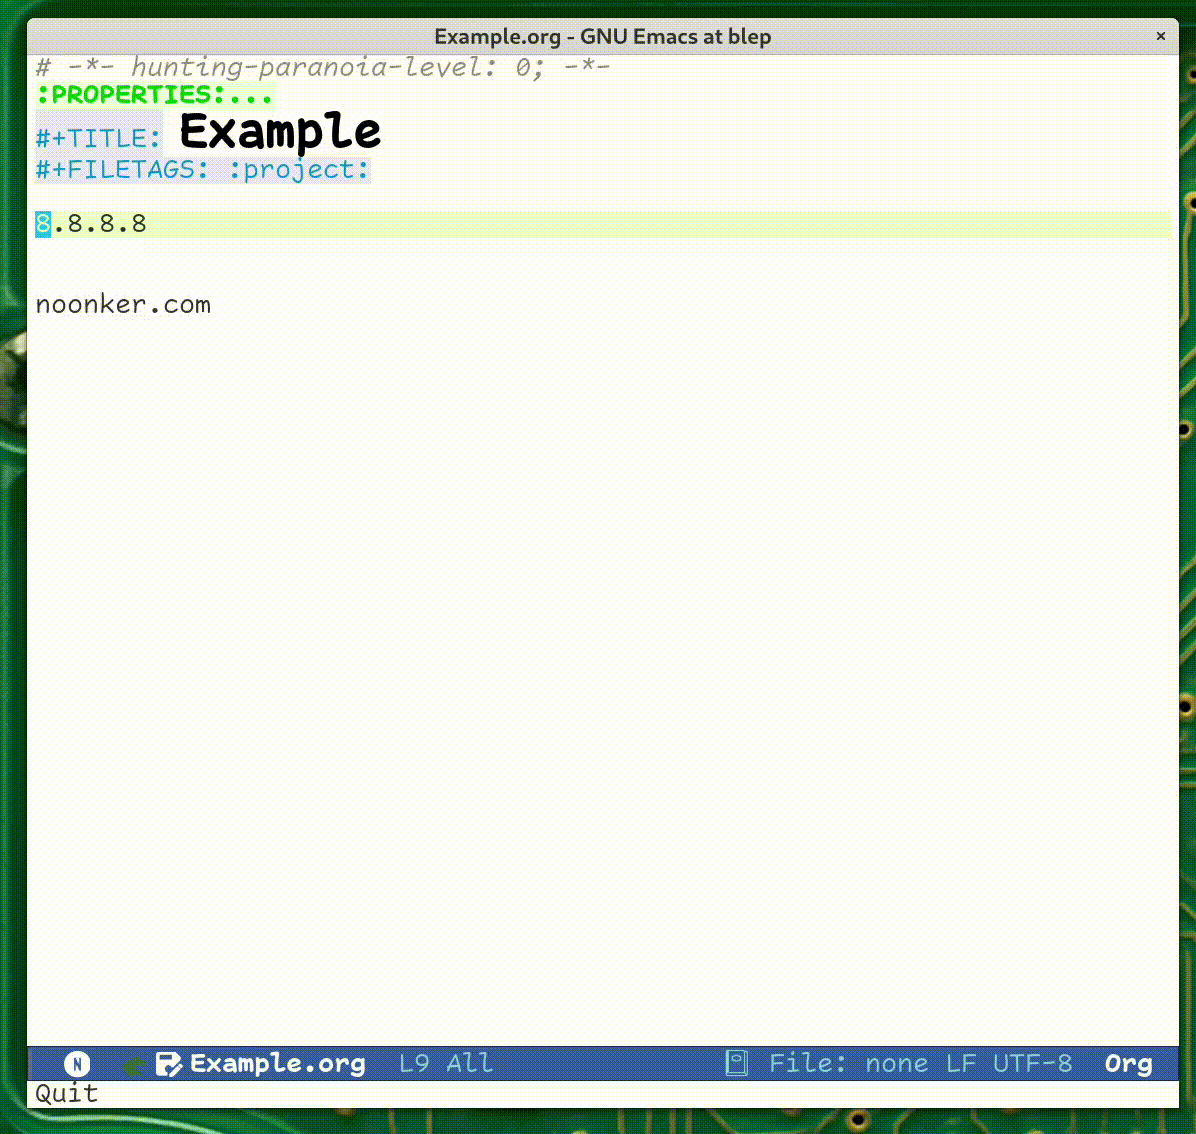 Example.org - GNU Emacs at blep ×
# -*- hunting-paranoia-level: 0; -*-
:PROPERTIES:...
#+TITLE: Example
#+FILETAGS: :project:
8.8.8.8
noonker.com
N Example.org L9 All File: none LF UTF-8 Org
Quit